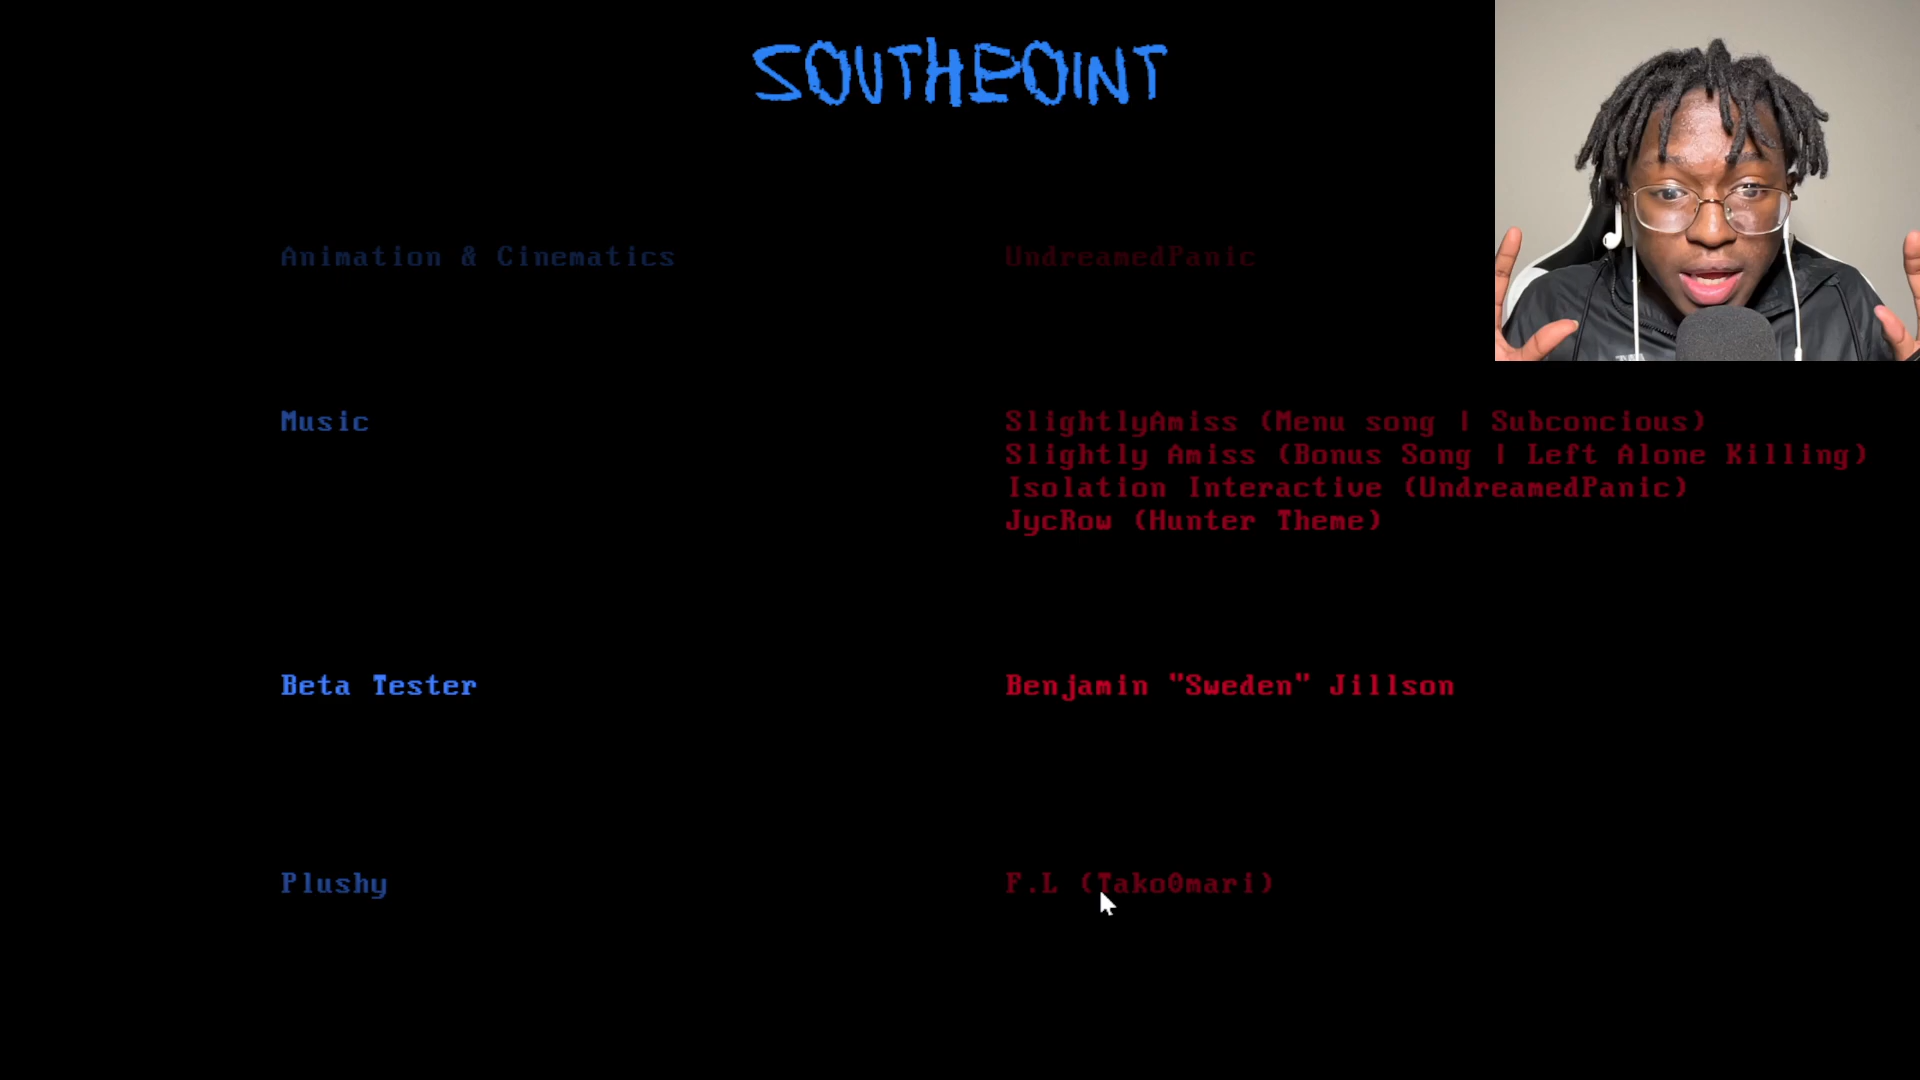 SOUTHPOINT
Animation & Cinematics
UndreamedPanic
Music
SlightlyAmiss (Menu song | Subconcious)
Slightly Amiss (Bonus Song | Left Alone Killing)
Isolation Interactive (UndreamedPanic)
JycRow (Hunter Theme)
Beta Tester
Benjamin "Sweden" Jillson
Plushy
F.L (Tako0mari)